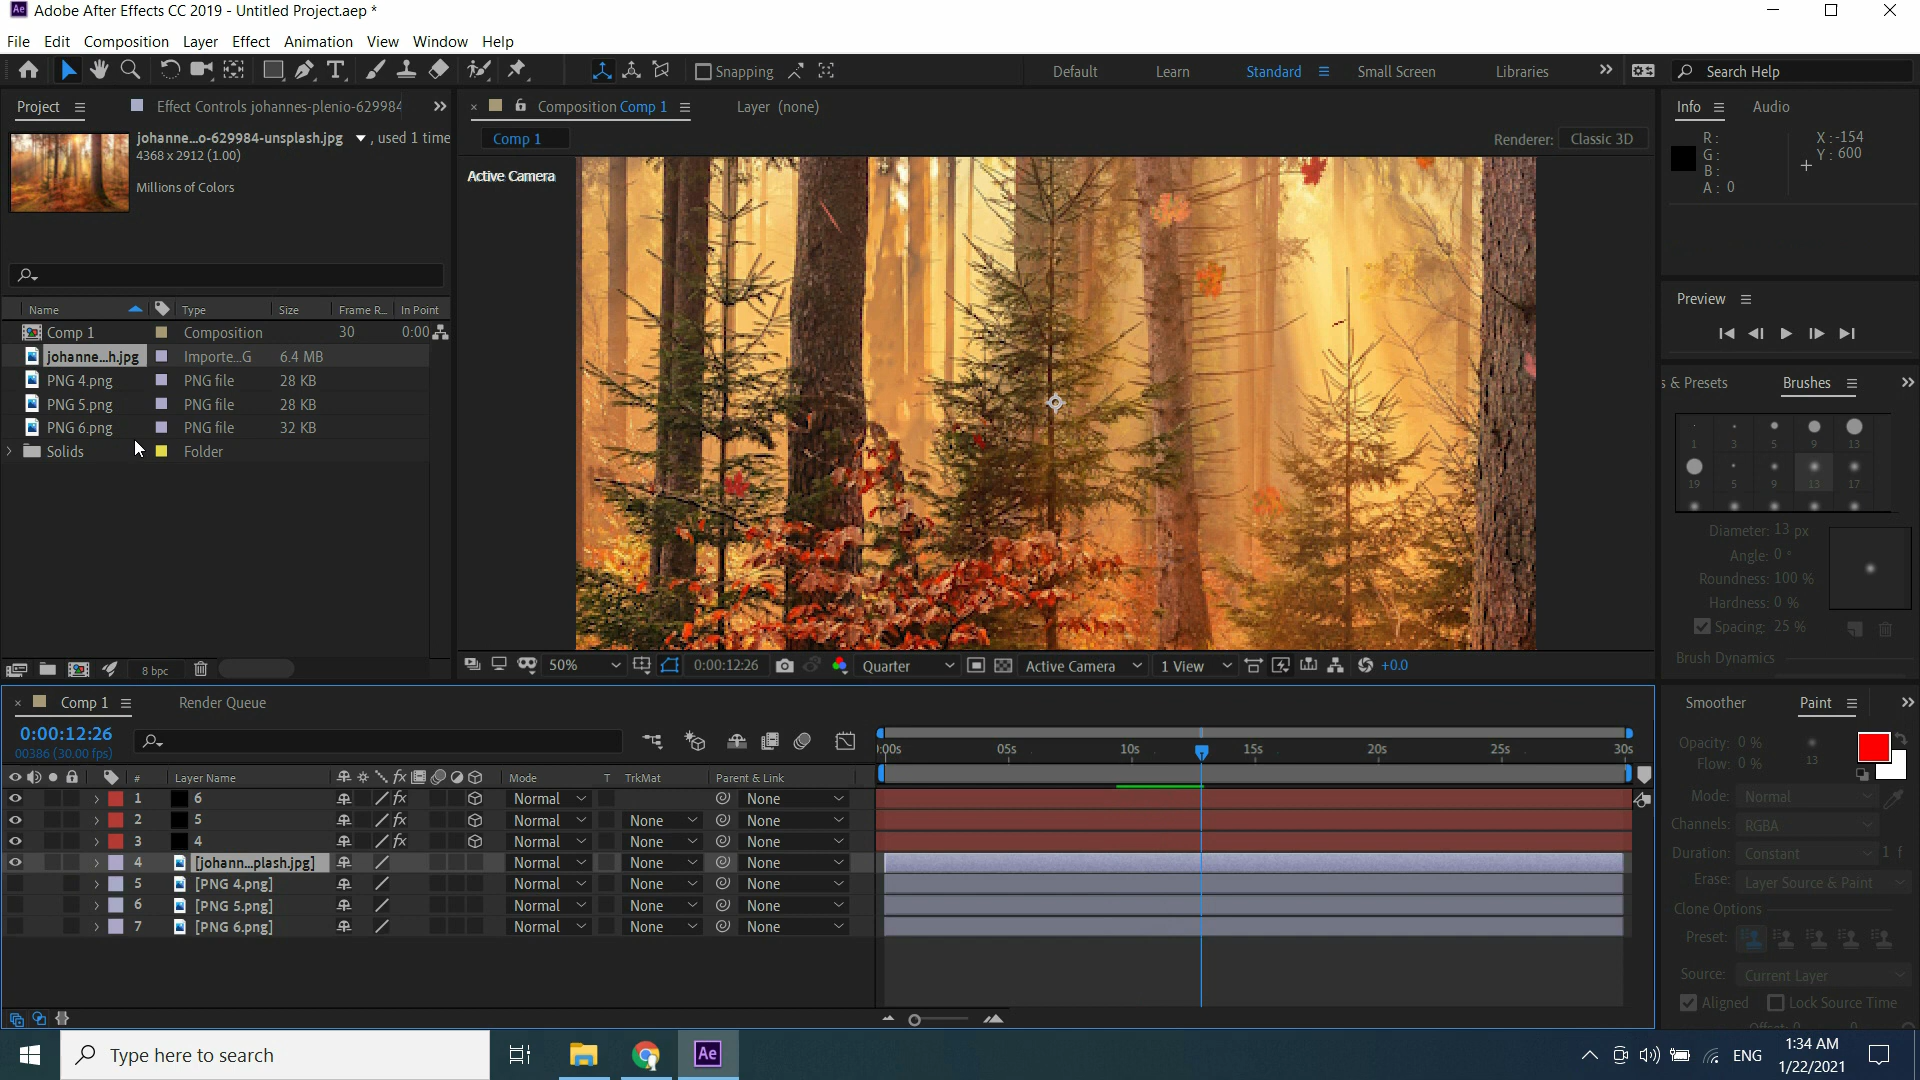 Ae Adobe After Effects CC 2019 - Untitled Project.aep *
File Edit Composition Layer Effect Animation View Window Help
Snapping Default Learn Standard Small Screen Libraries Search Help
Project Effect Controls johannes-plenio-629984
Composition Comp 1 Layer (none)
Info Audio
johanne...o-629984-unsplash.jpg , used 1 time
4368 x 2912 (1.00)
Millions of Colors
Comp 1 Renderer: Classic 3D
R: X: -154
G: Y: 600
B:
A: 0
Active Camera
Preview
Name Type Size Frame R... In Point
Comp 1 Composition 30 0:00
johanne...h.jpg Importe...G 6.4 MB
PNG 4.png PNG file 28 KB
PNG 5.png PNG file 28 KB
PNG 6.png PNG file 32 KB
Solids Folder
s & Presets Brushes
1 3 5 9 13
19 5 9 13 17
Diameter: 13 px
Angle: 0 °
Roundness: 100 %
Hardness: 0 %
Spacing: 25 %
Brush Dynamics
8 bpc
50% 0:00:12:26 Quarter Active Camera 1 View +0.0
Comp 1 Render Queue
0:00:12:26
00386 (30.00 fps)
:00s 05s 10s 15s 20s 25s 30s
# Layer Name fx Mode T TrkMat Parent & Link
1 6 fx Normal None
2 5 fx Normal None None
3 4 fx Normal None None
4 [johann...plash.jpg] Normal None None
5 [PNG 4.png] Normal None None
6 [PNG 5.png] Normal None None
7 [PNG 6.png] Normal None None
Smoother Paint
Opacity: 0 %
Flow: 0 % 13
Mode: Normal
Channels: RGBA
Duration: Constant 1 f
Erase: Layer Source & Paint
Clone Options
Preset:
Source: Current Layer
Aligned Lock Source Time
Type here to search
Ae
ENG
1:34 AM
1/22/2021